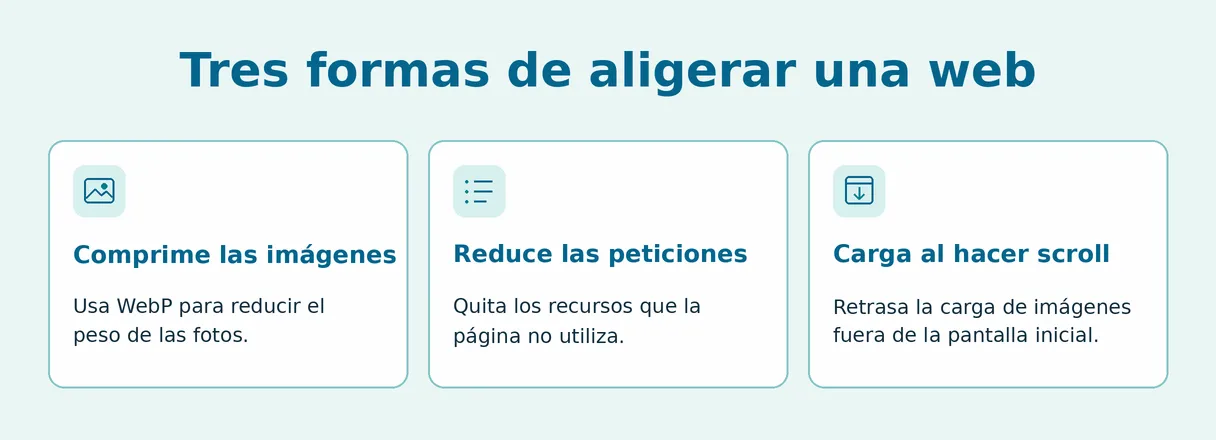 Tres formas de aligerar una web
Comprime las imágenes
Usa WebP para reducir el
peso de las fotos.
Reduce las peticiones
Quita los recursos que la
página no utiliza.
Carga al hacer scroll
Retrasa la carga de imágenes
fuera de la pantalla inicial.